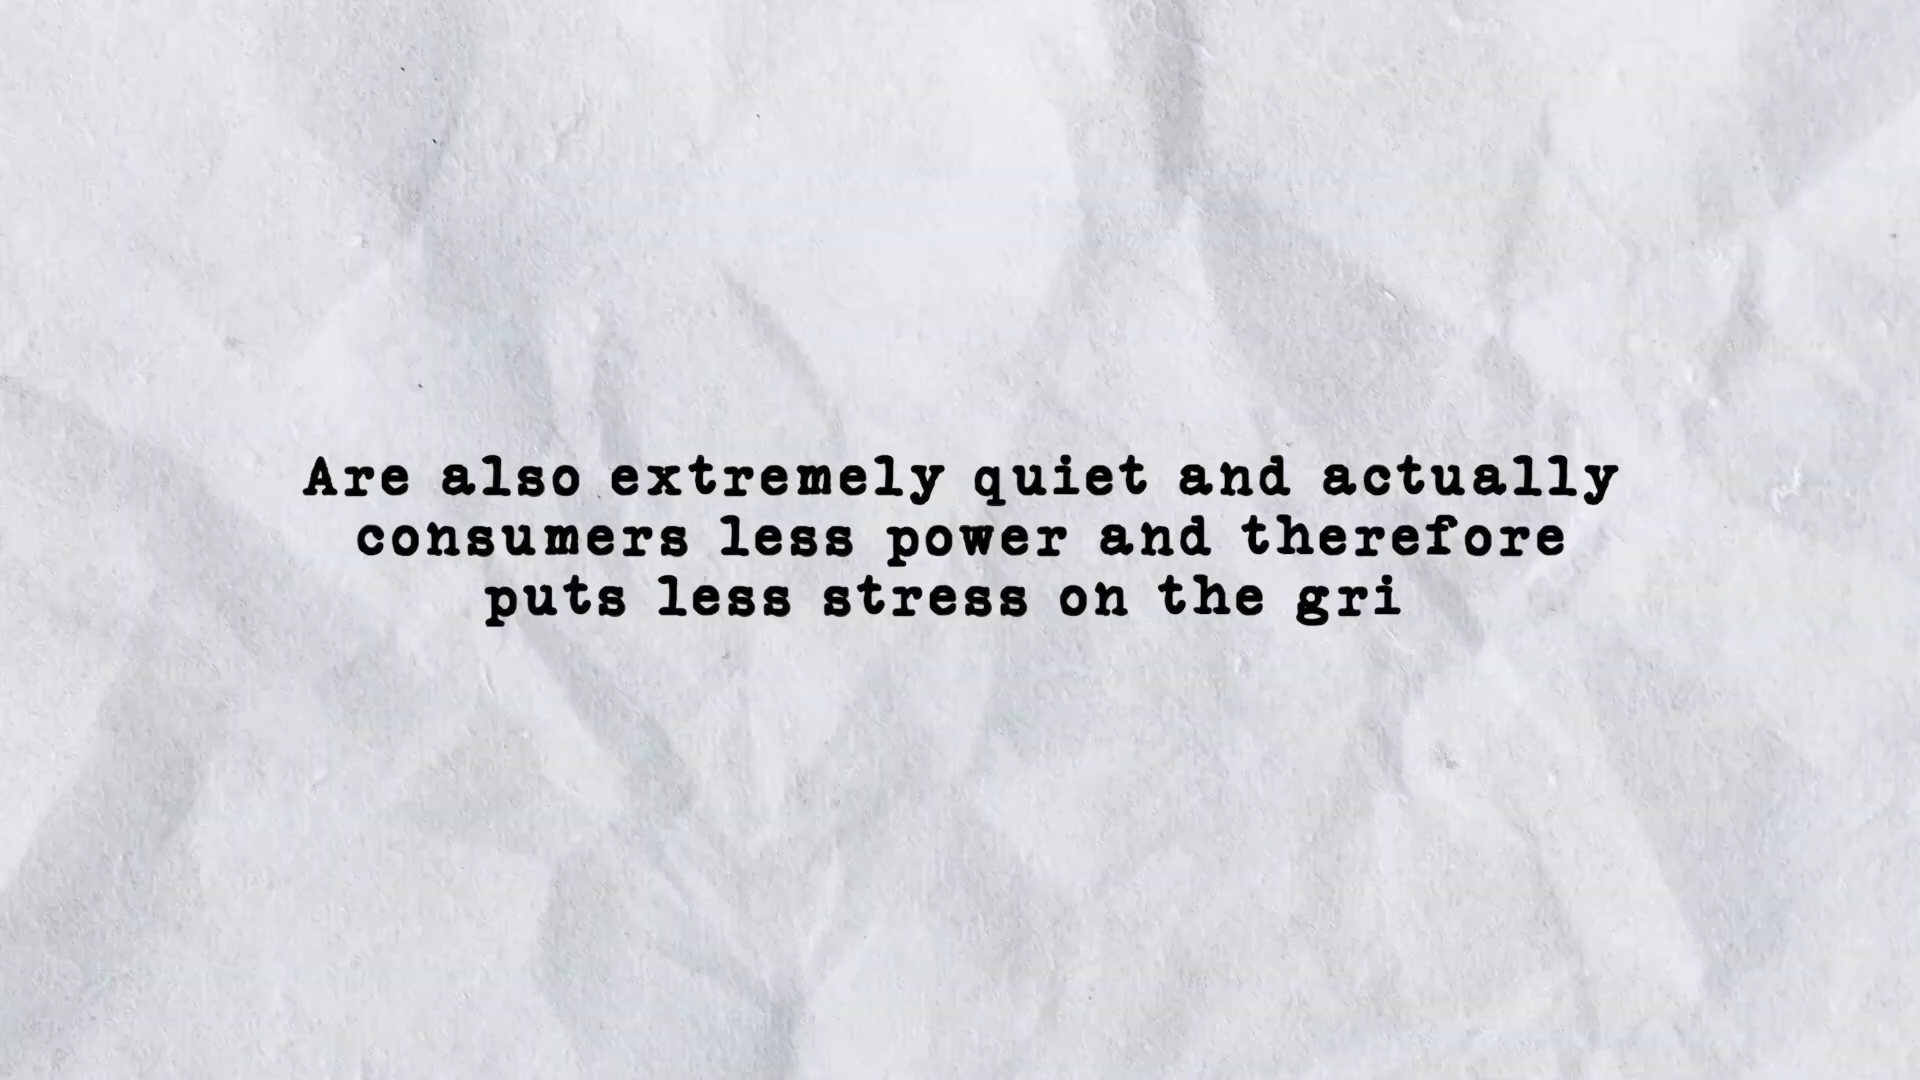 Are also extremely quiet and actually
consumers less power and therefore
puts less stress on the gri